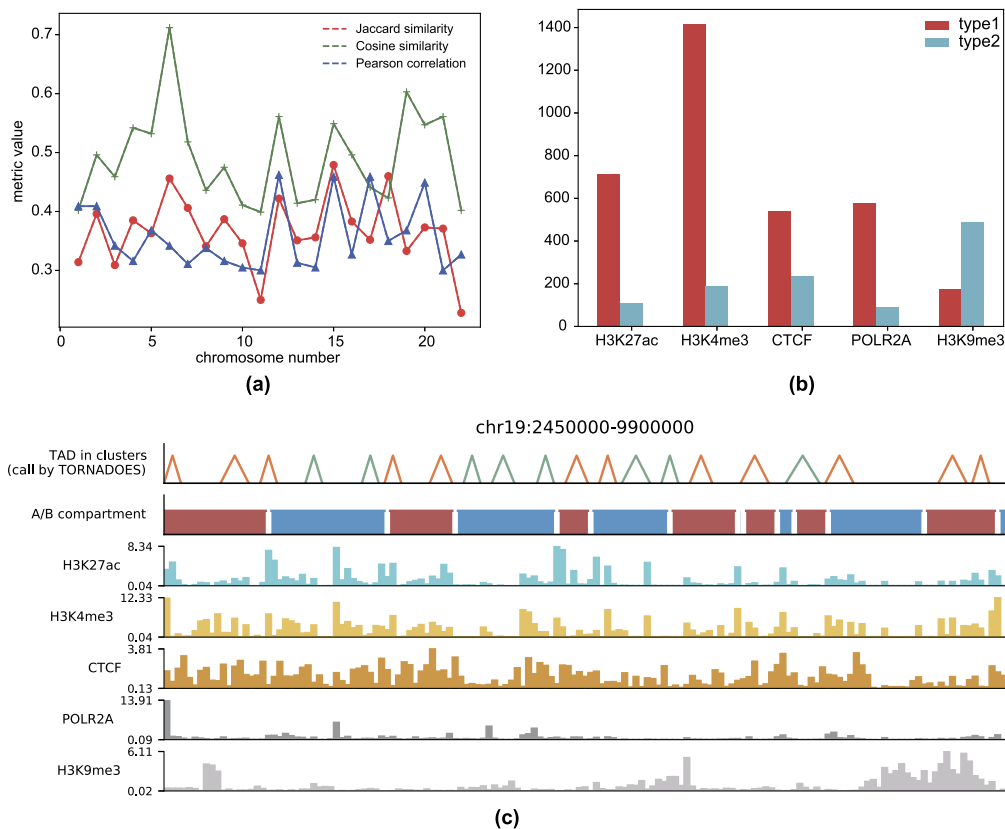 0.7
0.6
0.5
0.4
0.3
metric value
0
5
10
15
20
chromosome number
Jaccard similarity
Cosine similarity
Pearson correlation
(a)
1400
1200
1000
800
600
400
200
0
type1
type2
H3K27ac
H3K4me3
CTCF
POLR2A
H3K9me3
(b)
chr19:2450000-9900000
TAD in clusters
(call by TORNADOES)
A/B compartment
8.34
H3K27ac
0.04
12.33
H3K4me3
0.04
3.81
CTCF
0.13
13.91
POLR2A
0.09
6.11
H3K9me3
0.02
(c)